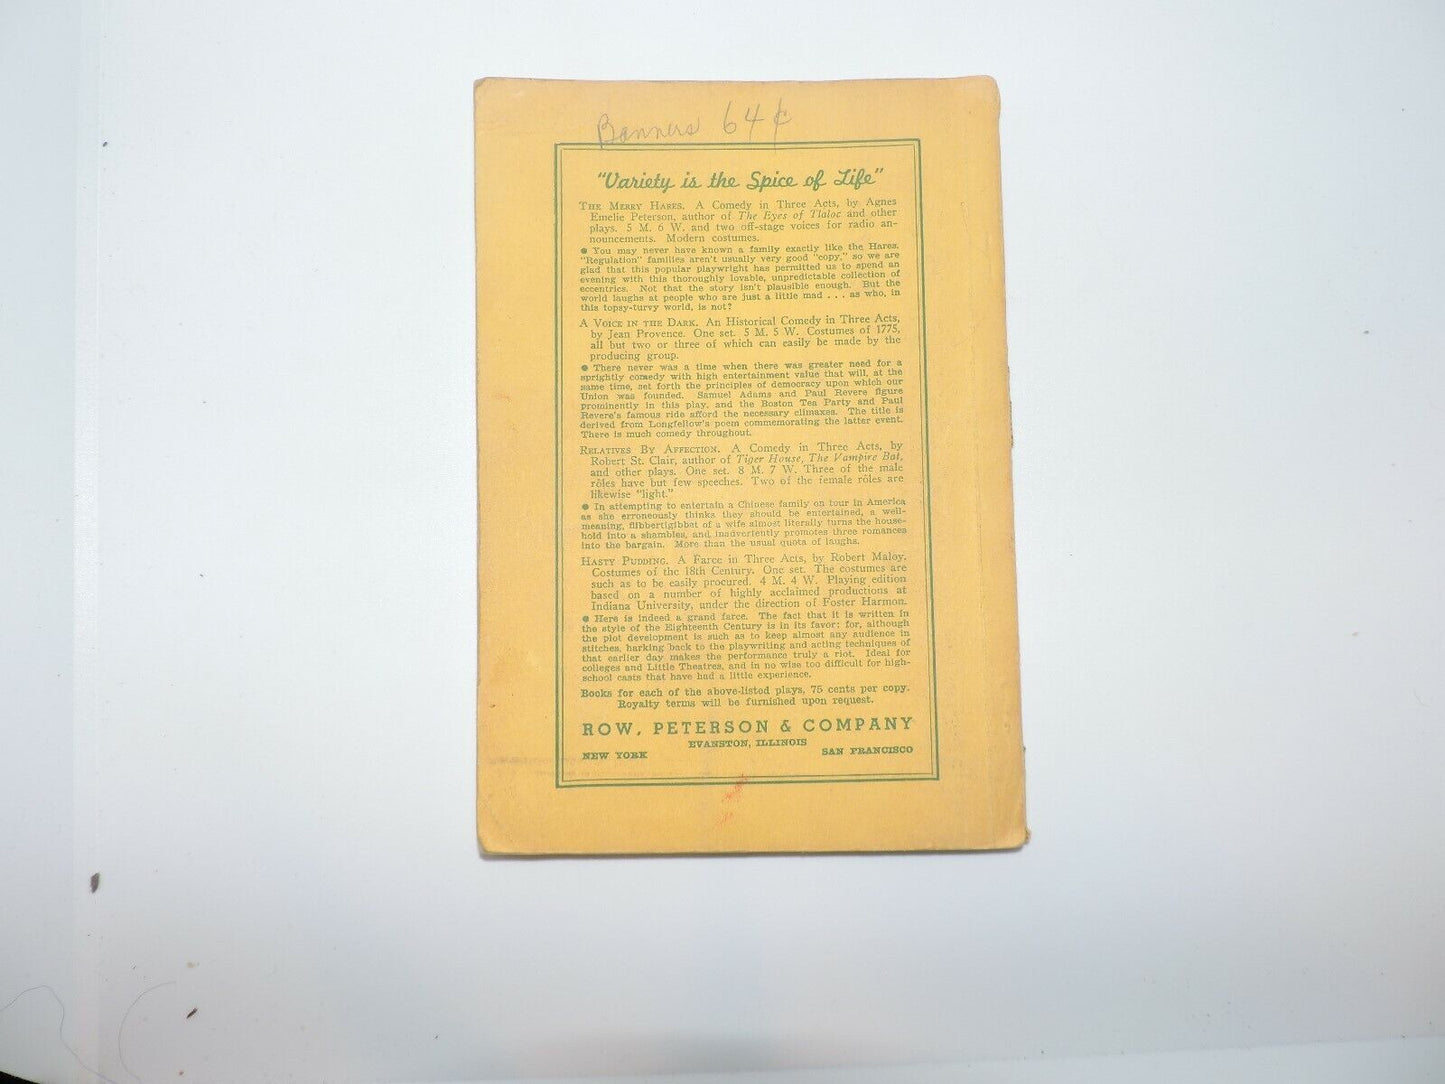 Banners 64¢
"Variety is the Spice of Life"
THE MERRY HARES. A Comedy in Three Acts, by Agnes
Emelie Peterson, author of The Eyes of Tlaloc and other
plays. 5 M. 6 W. and two off-stage voices for radio an-
nouncements. Modern costumes.
● You may never have known a family exactly like the Hares.
"Regulation" families aren't usually very good "copy," so we are
glad that this popular playwright has permitted us to spend an
evening with this thoroughly lovable, unpredictable collection of
eccentrics. Not that the story isn't plausible enough. But the
world laughs at people who are just a little mad . . . as who, in
this topsy-turvy world, is not?
A VOICE IN THE DARK. An Historical Comedy in Three Acts,
by Jean Provence. One set. 5 M. 5 W. Costumes of 1775,
all but two or three of which can easily be made by the
producing group.
● There never was a time when there was greater need for a
sprightly comedy with high entertainment value that will, at the
same time, set forth the principles of democracy upon which our
Union was founded. Samuel Adams and Paul Revere figure
prominently in this play, and the Boston Tea Party and Paul
Revere's famous ride afford the necessary climaxes. The title is
derived from Longfellow's poem commemorating the latter event.
There is much comedy throughout.
RELATIVES BY AFFECTION. A Comedy in Three Acts, by
Robert St. Clair, author of Tiger House, The Vampire Bat,
and other plays. One set. 8 M. 7 W. Three of the male
rôles have but few speeches. Two of the female rôles are
likewise "light."
● In attempting to entertain a Chinese family on tour in America
as she erroneously thinks they should be entertained, a well-
meaning, flibbertigibbet of a wife almost literally turns the house-
hold into a shambles, and inadvertently promotes three romances
into the bargain. More than the usual quota of laughs.
HASTY PUDDING. A Farce in Three Acts, by Robert Maloy.
Costumes of the 18th Century. One set. The costumes are
such as to be easily procured. 4 M. 4 W. Playing edition
based on a number of highly acclaimed productions at
Indiana University, under the direction of Foster Harmon.
● Here is indeed a grand farce. The fact that it is written in
the style of the Eighteenth Century is in its favor; for, although
the plot development is such as to keep almost any audience in
stitches, harking back to the playwriting and acting techniques of
that earlier day makes the performance truly a riot. Ideal for
colleges and Little Theatres, and in no wise too difficult for high-
school casts that have had a little experience.
Books for each of the above-listed plays, 75 cents per copy.
Royalty terms will be furnished upon request.
ROW, PETERSON & COMPANY
EVANSTON, ILLINOIS
NEW YORK SAN FRANCISCO